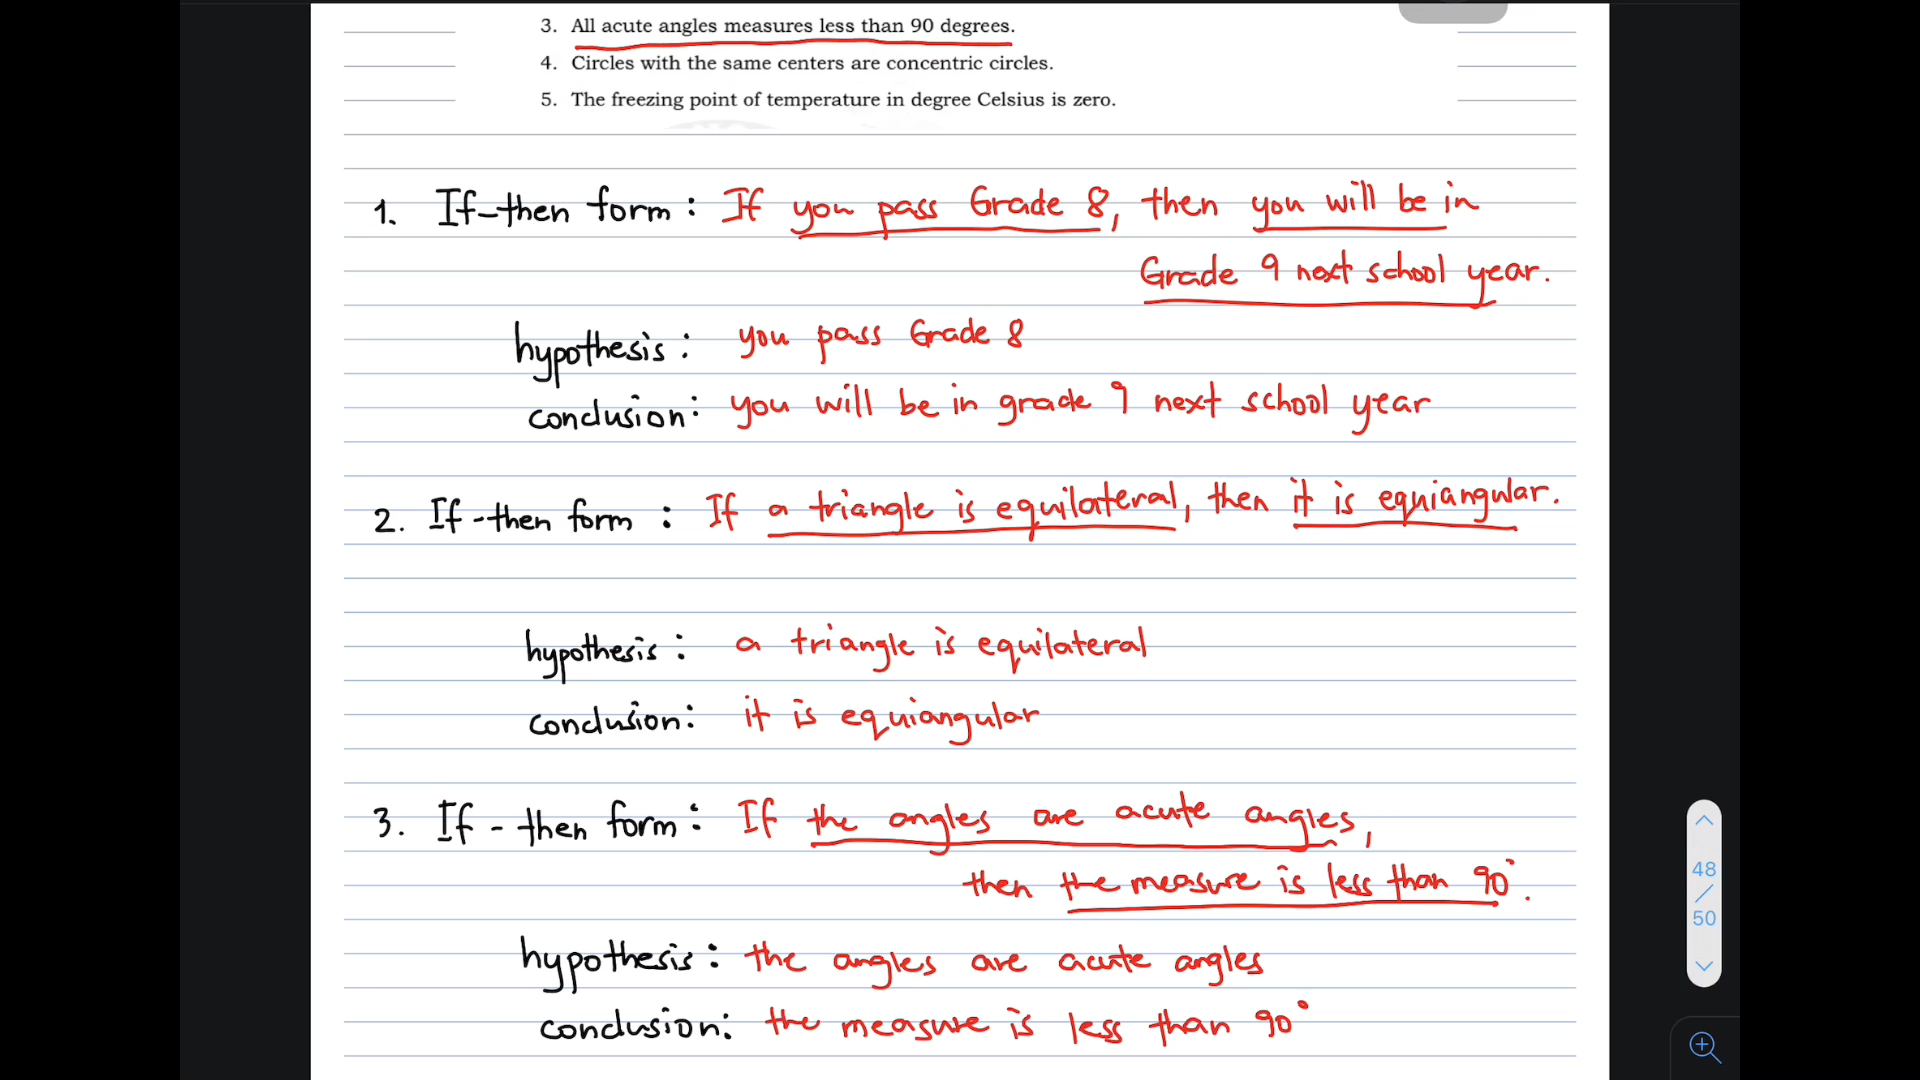 3. All acute angles measures less than 90 degrees.
4. Circles with the same centers are concentric circles.
5. The freezing point of temperature in degree Celsius is zero.
1. If-then form: If you pass Grade 8, then you will be in
Grade 9 next school year.
hypothesis: you pass Grade 8
conclusion: you will be in grade 9 next school year
2. If-then form: If a triangle is equilateral, then it is equiangular.
hypothesis: a triangle is equilateral
conclusion: it is equiangular
3. If-then form: If the angles are acute angles,
then the measure is less than 90°.
hypothesis: the angles are acute angles
conclusion: the measure is less than 90°
48
/
50